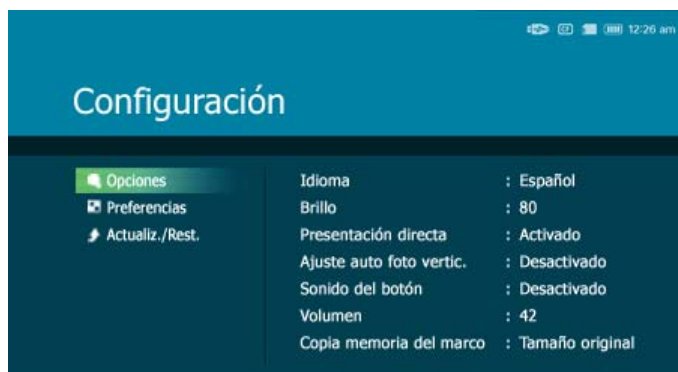 12:26 am
Configuración
Opciones
Preferencias
Actualiz./Rest.
Idioma : Español
Brillo : 80
Presentación directa : Activado
Ajuste auto foto vertic. : Desactivado
Sonido del botón : Desactivado
Volumen : 42
Copia memoria del marco : Tamaño original